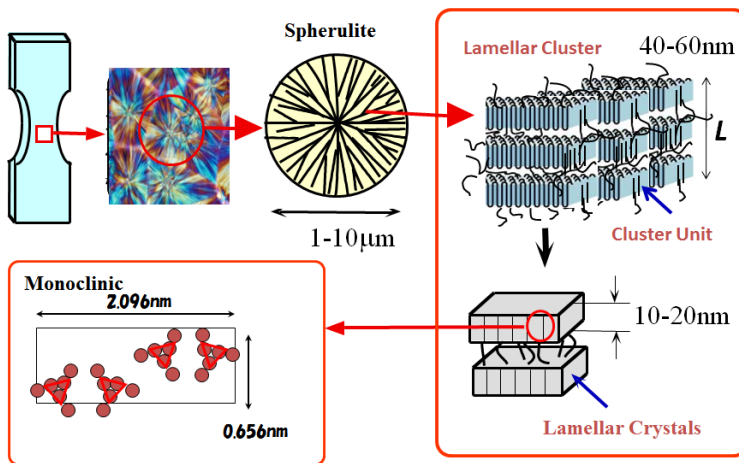 Spherulite
1-10μm
Lamellar Cluster
40-60nm
L
Cluster Unit
10-20nm
Lamellar Crystals
Monoclinic
2.096nm
0.656nm